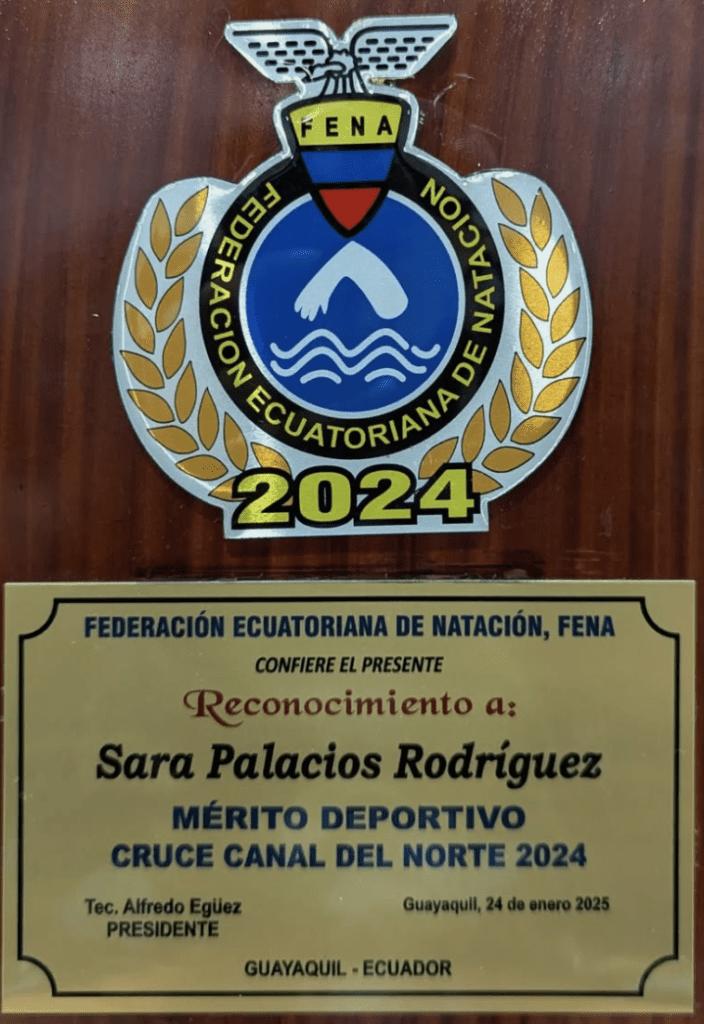 FENA
FEDERACION ECUATORIANA DE NATACION
2024
FEDERACIÓN ECUATORIANA DE NATACIÓN, FENA
CONFIERE EL PRESENTE
Reconocimiento a:
Sara Palacios Rodríguez
MÉRITO DEPORTIVO
CRUCE CANAL DEL NORTE 2024
Tec. Alfredo Egüez
PRESIDENTE
Guayaquil, 24 de enero 2025
GUAYAQUIL - ECUADOR